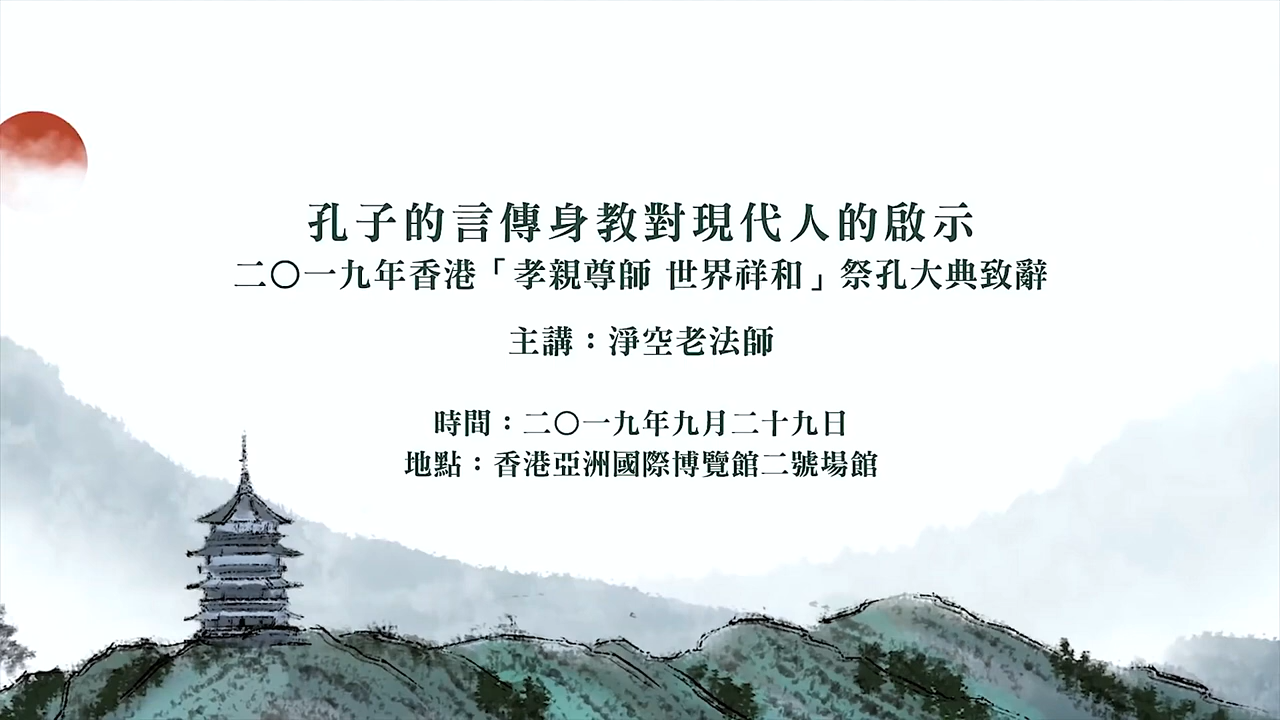 孔子的言傳身教對現代人的啟示
二〇一九年香港「孝親尊師 世界祥和」祭孔大典致辭
主講：淨空老法師
時間：二〇一九年九月二十九日
地點：香港亞洲國際博覽館二號場館